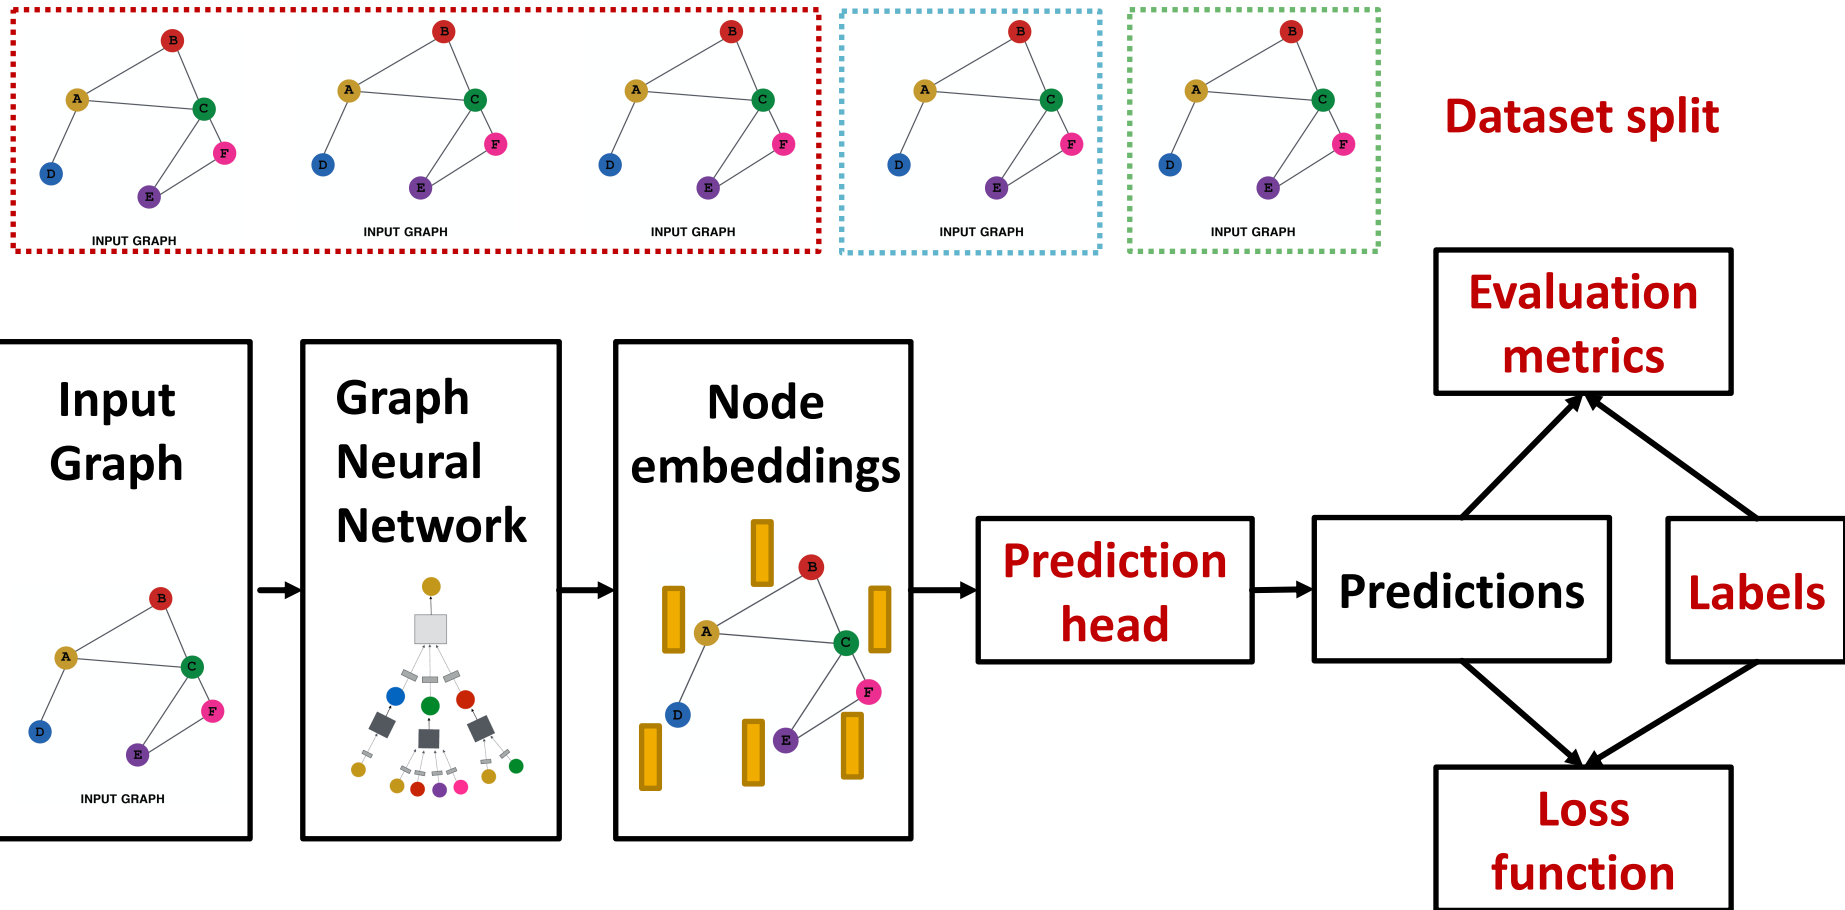 B
A
C
F
D
E
INPUT GRAPH
B
A
C
F
D
E
INPUT GRAPH
B
A
C
F
D
E
INPUT GRAPH
B
A
C
F
D
E
INPUT GRAPH
B
A
C
F
D
E
INPUT GRAPH
Dataset split
Input
Graph
B
A
C
F
D
E
INPUT GRAPH
Graph
Neural
Network
Node
embeddings
B
A
C
F
D
E
Prediction
head
Predictions
Labels
Evaluation
metrics
Loss
function